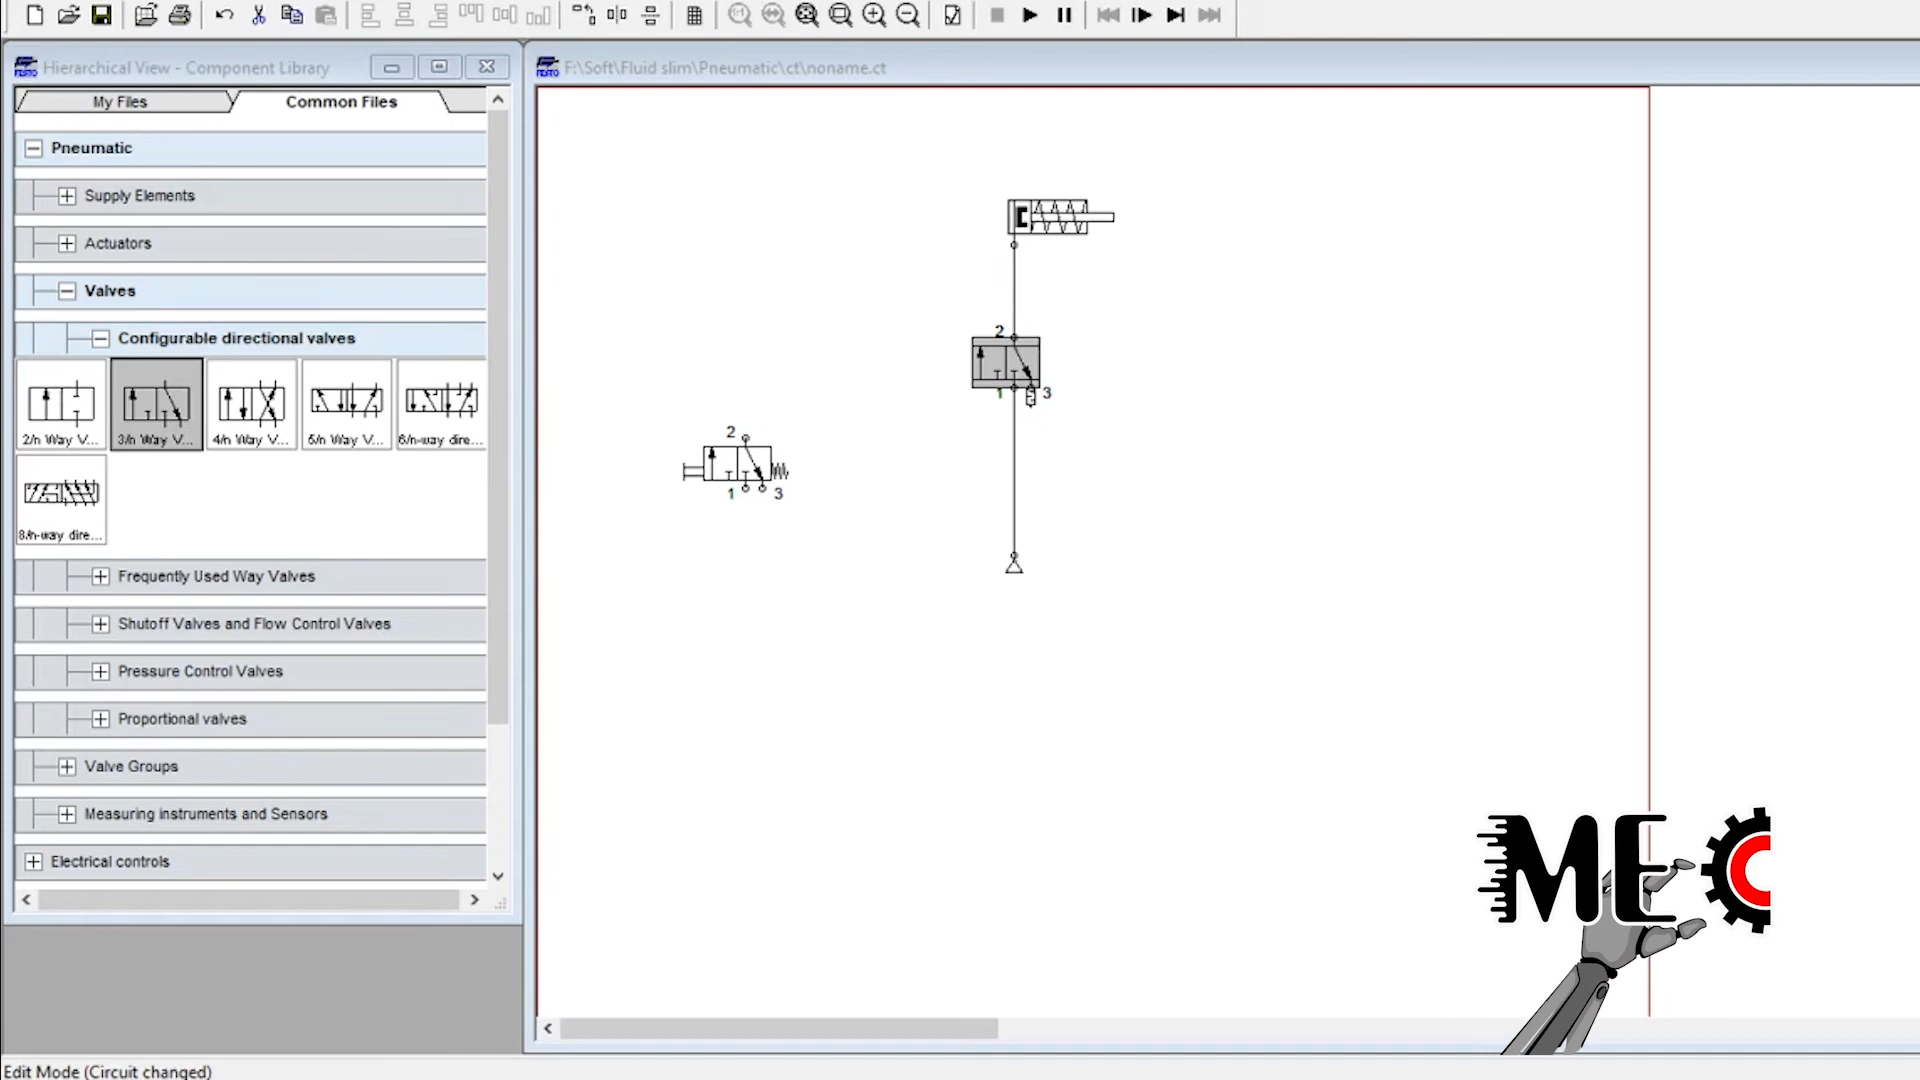 Hierarchical View - Component Library
F:\Soft\Fluid slim\Pneumatic\ct\noname.ct
My Files
Common Files
Pneumatic
Supply Elements
Actuators
Valves
Configurable directional valves
2/n Way V...
3/n Way V...
4/n Way V...
5/n Way V...
6/n-way dire...
8/n-way dire...
Frequently Used Way Valves
Shutoff Valves and Flow Control Valves
Pressure Control Valves
Proportional valves
Valve Groups
Measuring instruments and Sensors
Electrical controls
2
1
3
2
1
3
MEC
Edit Mode (Circuit changed)